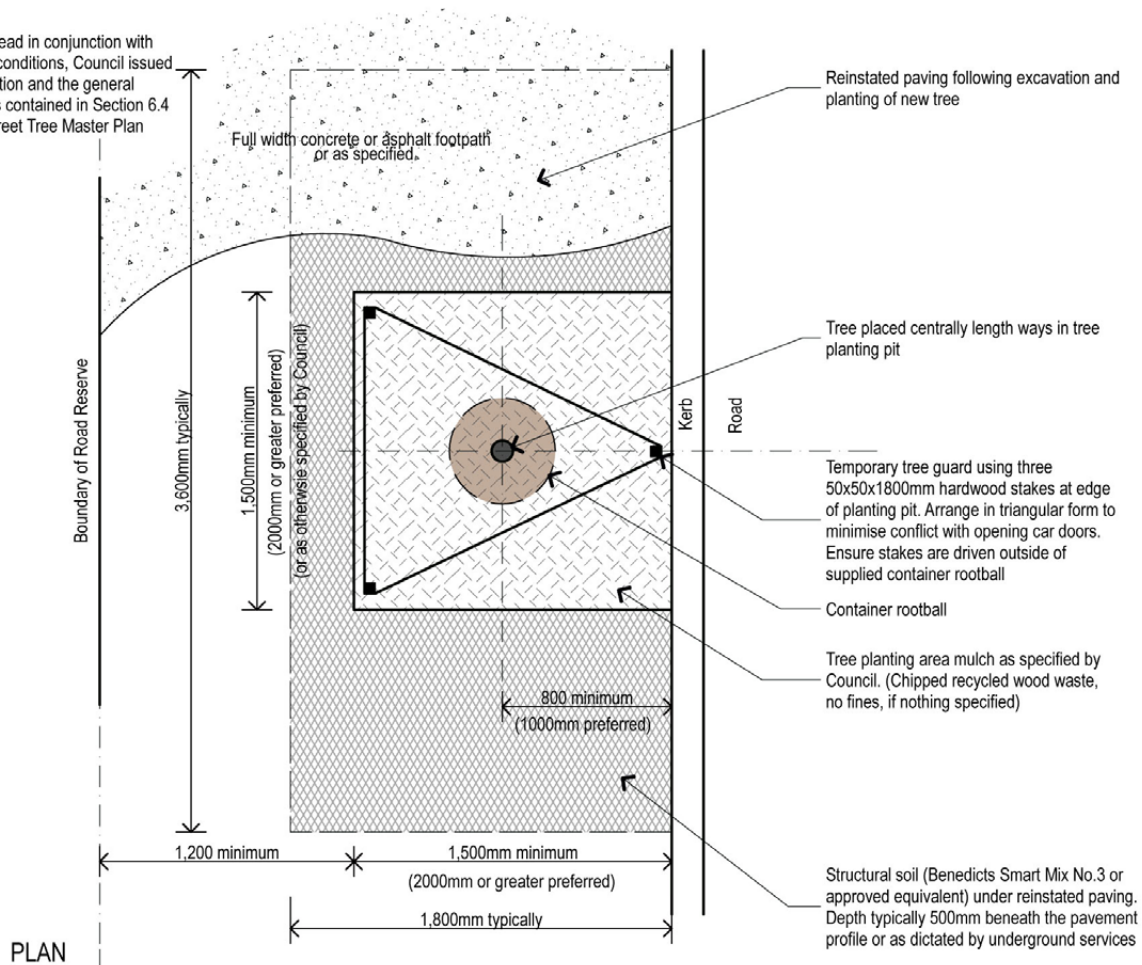 ead in conjunction with
conditions, Council issued
tion and the general
s contained in Section 6.4
reet Tree Master Plan
Full width concrete or asphalt footpath
or as specified.
Reinstated paving following excavation and
planting of new tree
Boundary of Road Reserve
3,600mm typically
1,500mm minimum
(2000mm or greater preferred)
(or as otherwsie specified by Council)
Kerb
Road
Tree placed centrally length ways in tree
planting pit
Temporary tree guard using three
50x50x1800mm hardwood stakes at edge
of planting pit. Arrange in triangular form to
minimise conflict with opening car doors.
Ensure stakes are driven outside of
supplied container rootball
Container rootball
Tree planting area mulch as specified by
Council. (Chipped recycled wood waste,
no fines, if nothing specified)
800 minimum
(1000mm preferred)
1,200 minimum
1,500mm minimum
(2000mm or greater preferred)
1,800mm typically
Structural soil (Benedicts Smart Mix No.3 or
approved equivalent) under reinstated paving.
Depth typically 500mm beneath the pavement
profile or as dictated by underground services
PLAN